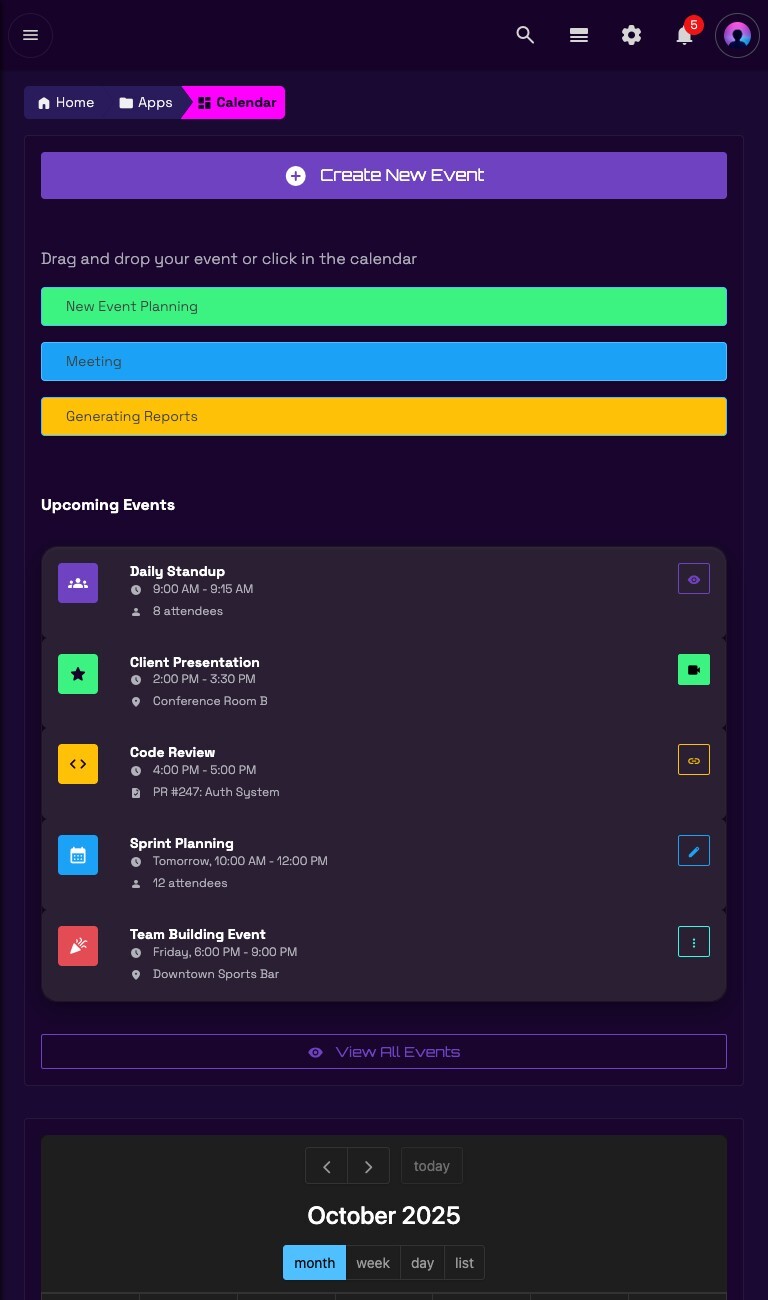 5
Home Apps Calendar
Create New Event
Drag and drop your event or click in the calendar
New Event Planning
Meeting
Generating Reports
Upcoming Events
Daily Standup
9:00 AM - 9:15 AM
8 attendees
Client Presentation
2:00 PM - 3:30 PM
Conference Room B
Code Review
4:00 PM - 5:00 PM
PR #247: Auth System
Sprint Planning
Tomorrow, 10:00 AM - 12:00 PM
12 attendees
Team Building Event
Friday, 6:00 PM - 9:00 PM
Downtown Sports Bar
View All Events
today
October 2025
month week day list